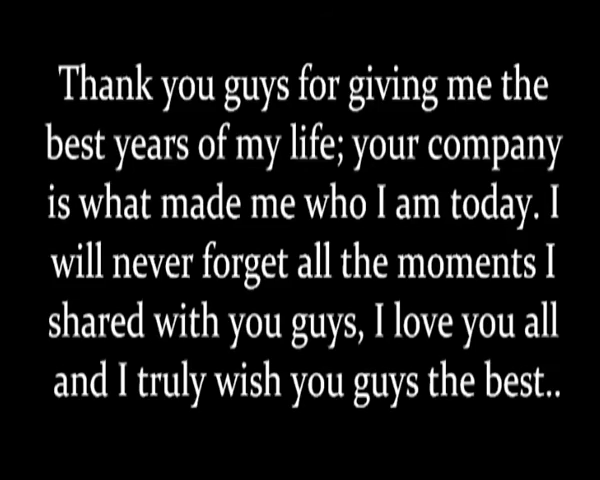 Thank you guys for giving me the
best years of my life; your company
is what made me who I am today. I
will never forget all the moments I
shared with you guys, I love you all
and I truly wish you guys the best..